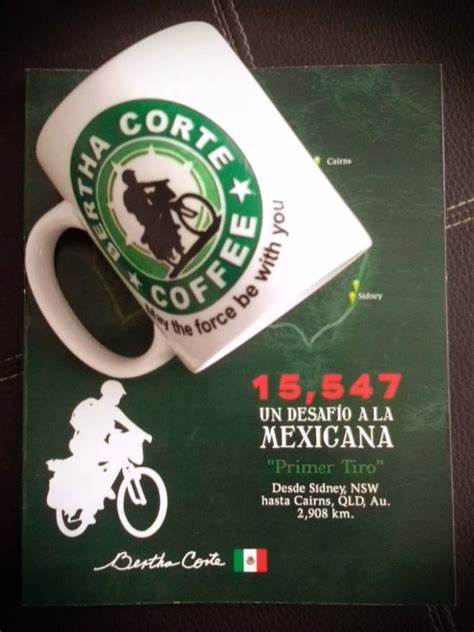 BERTHA CORTE
COFFEE
May the force be with you
Cairns
Sidney
15,547
UN DESAFÍO A LA
MEXICANA
"Primer Tiro"
Desde Sídney, NSW
hasta Cairns, QLD, Au.
2,908 km.
Bertha Corte